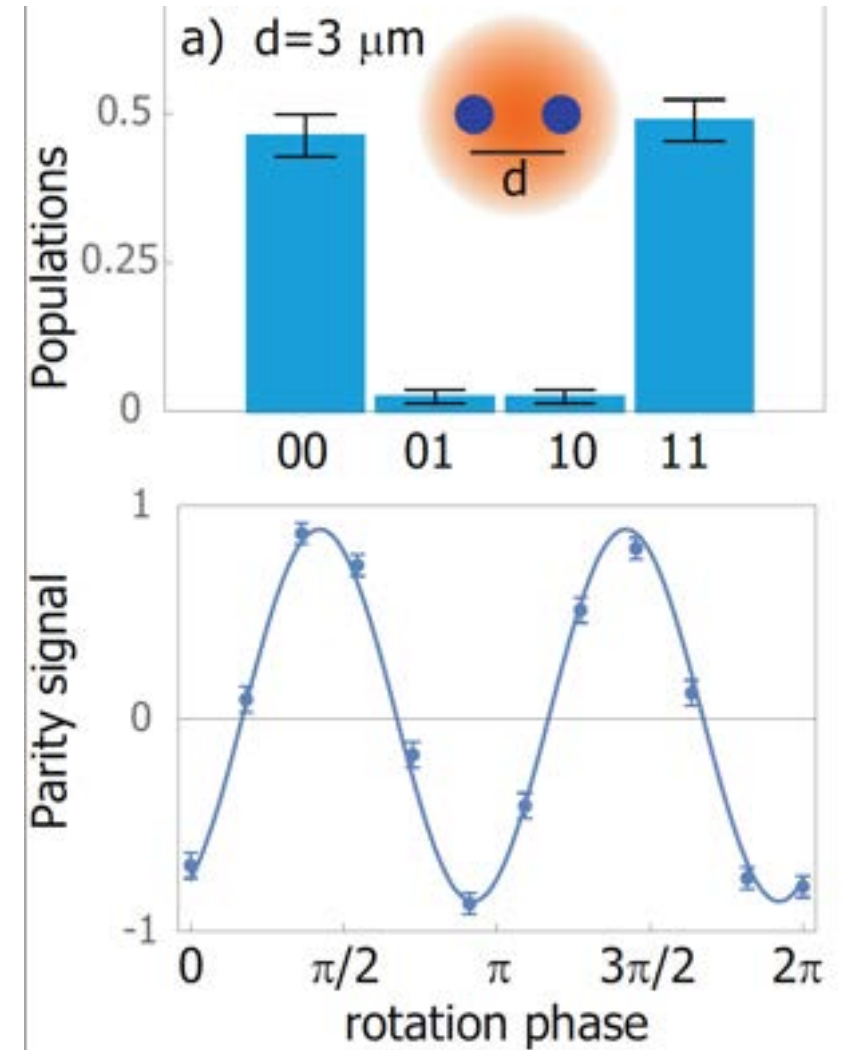 a) d=3 μm
d
Populations
0.5
0.25
0
00 01 10 11
Parity signal
1
0
-1
0 π/2 π 3π/2 2π
rotation phase